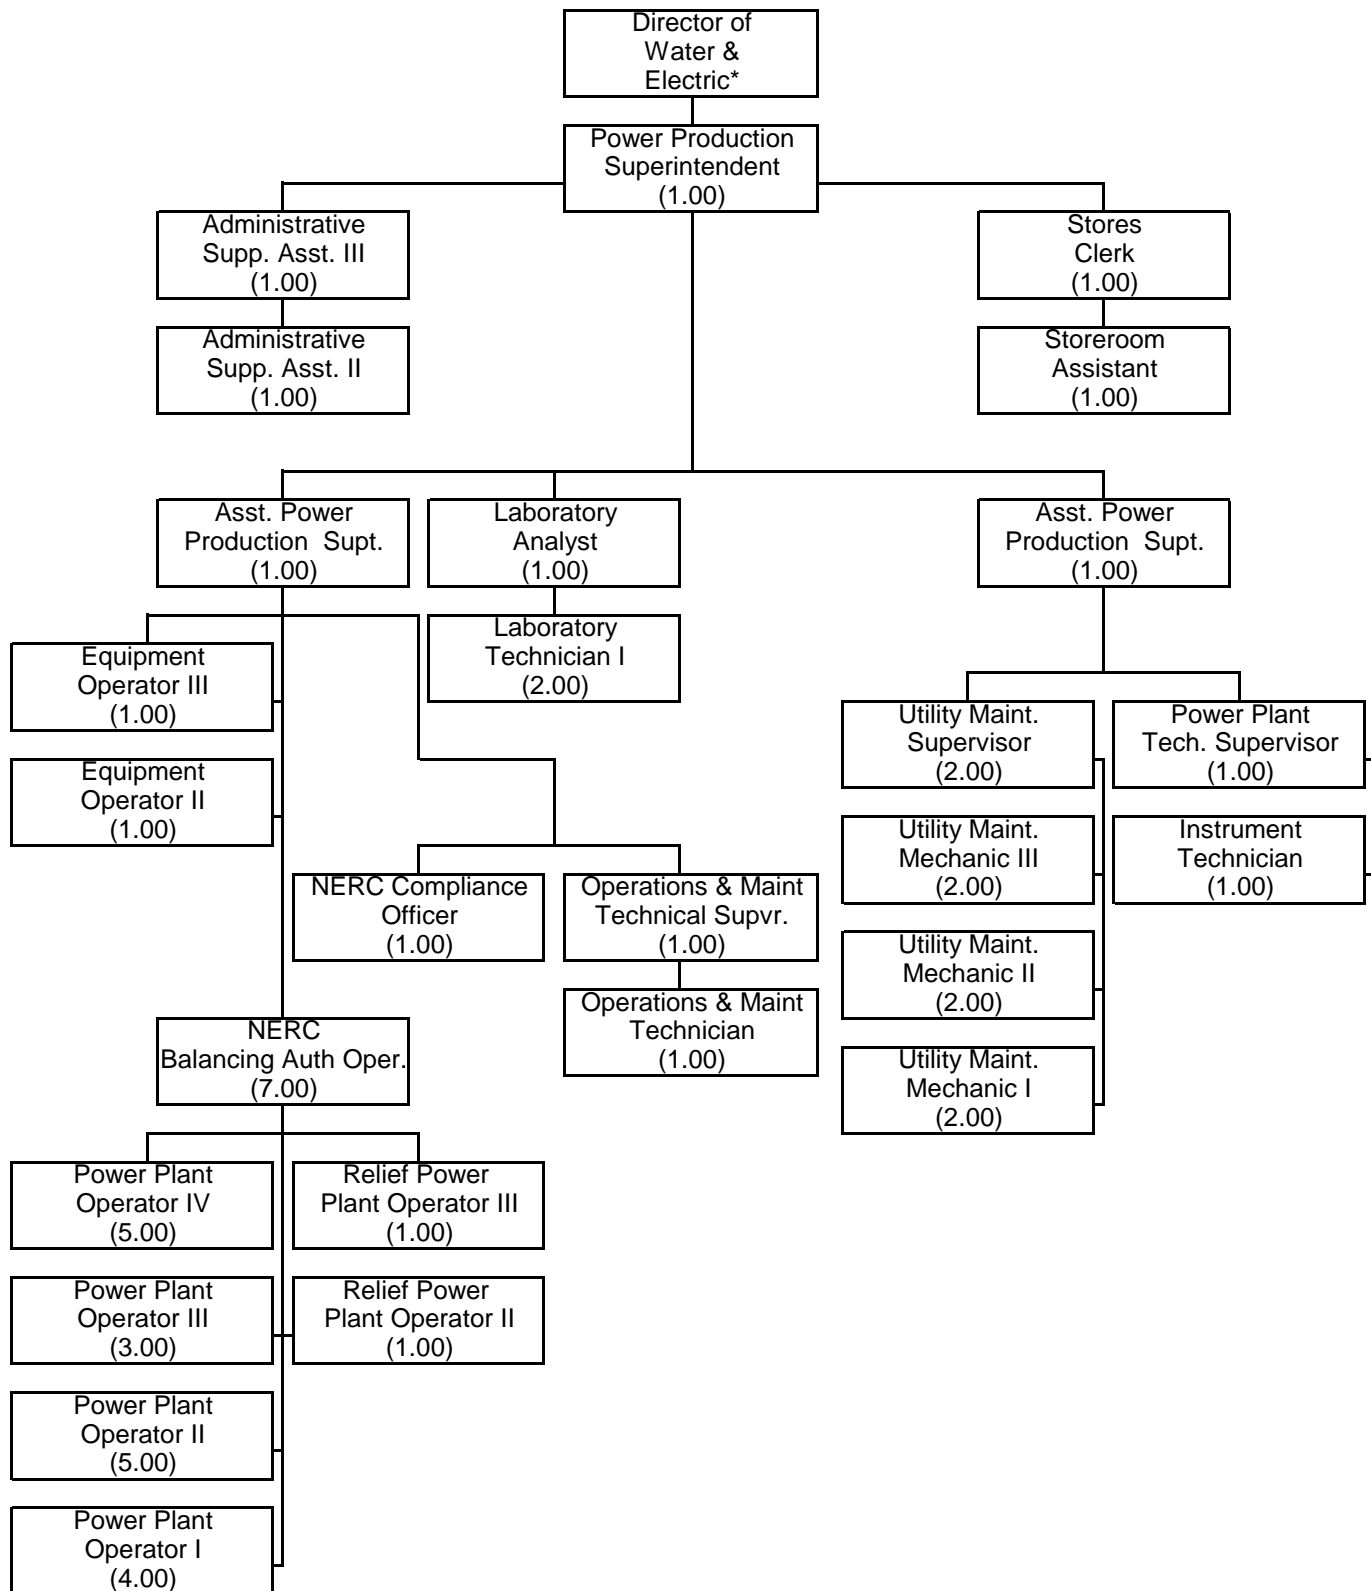 Director of
Water &
Electric*
Power Production
Superintendent
(1.00)
Administrative
Supp. Asst. III
(1.00)
Stores
Clerk
(1.00)
Administrative
Supp. Asst. II
(1.00)
Storeroom
Assistant
(1.00)
Asst. Power
Production Supt.
(1.00)
Laboratory
Analyst
(1.00)
Asst. Power
Production Supt.
(1.00)
Laboratory
Technician I
(2.00)
Equipment
Operator III
(1.00)
Equipment
Operator II
(1.00)
Utility Maint.
Supervisor
(2.00)
Power Plant
Tech. Supervisor
(1.00)
Utility Maint.
Mechanic III
(2.00)
Instrument
Technician
(1.00)
NERC Compliance
Officer
(1.00)
Operations & Maint
Technical Supvr.
(1.00)
Utility Maint.
Mechanic II
(2.00)
Operations & Maint
Technician
(1.00)
NERC
Balancing Auth Oper.
(7.00)
Utility Maint.
Mechanic I
(2.00)
Power Plant
Operator IV
(5.00)
Relief Power
Plant Operator III
(1.00)
Power Plant
Operator III
(3.00)
Relief Power
Plant Operator II
(1.00)
Power Plant
Operator II
(5.00)
Power Plant
Operator I
(4.00)